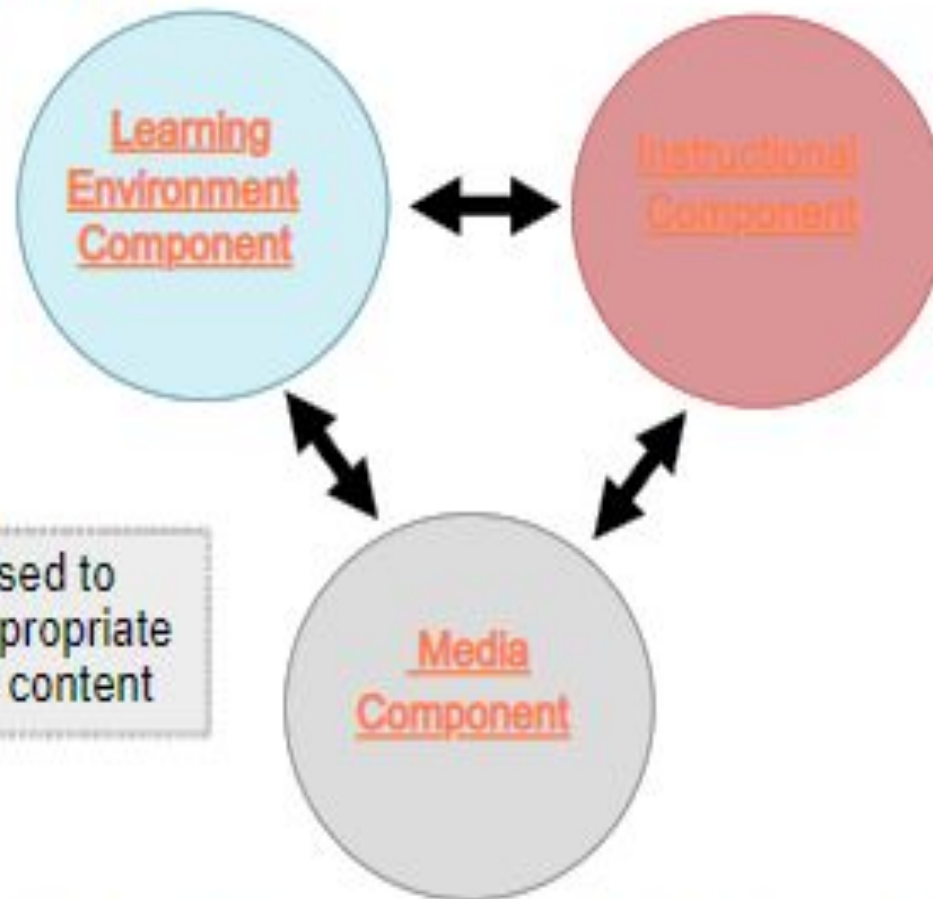 Learning
Environment
Component
Instructional
Component
sed to
propriate
content
Media
Component